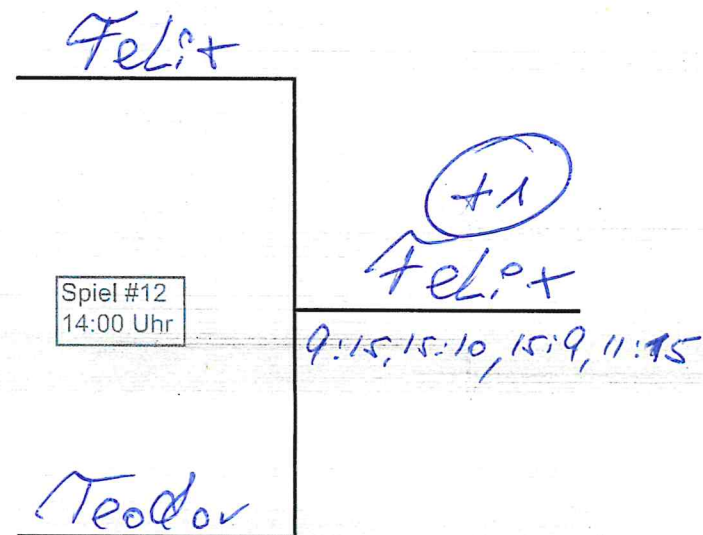 Felix
+1
Felix
Spiel #12
14:00 Uhr
9:15, 15:10, 15:9, 11:15
Teodor